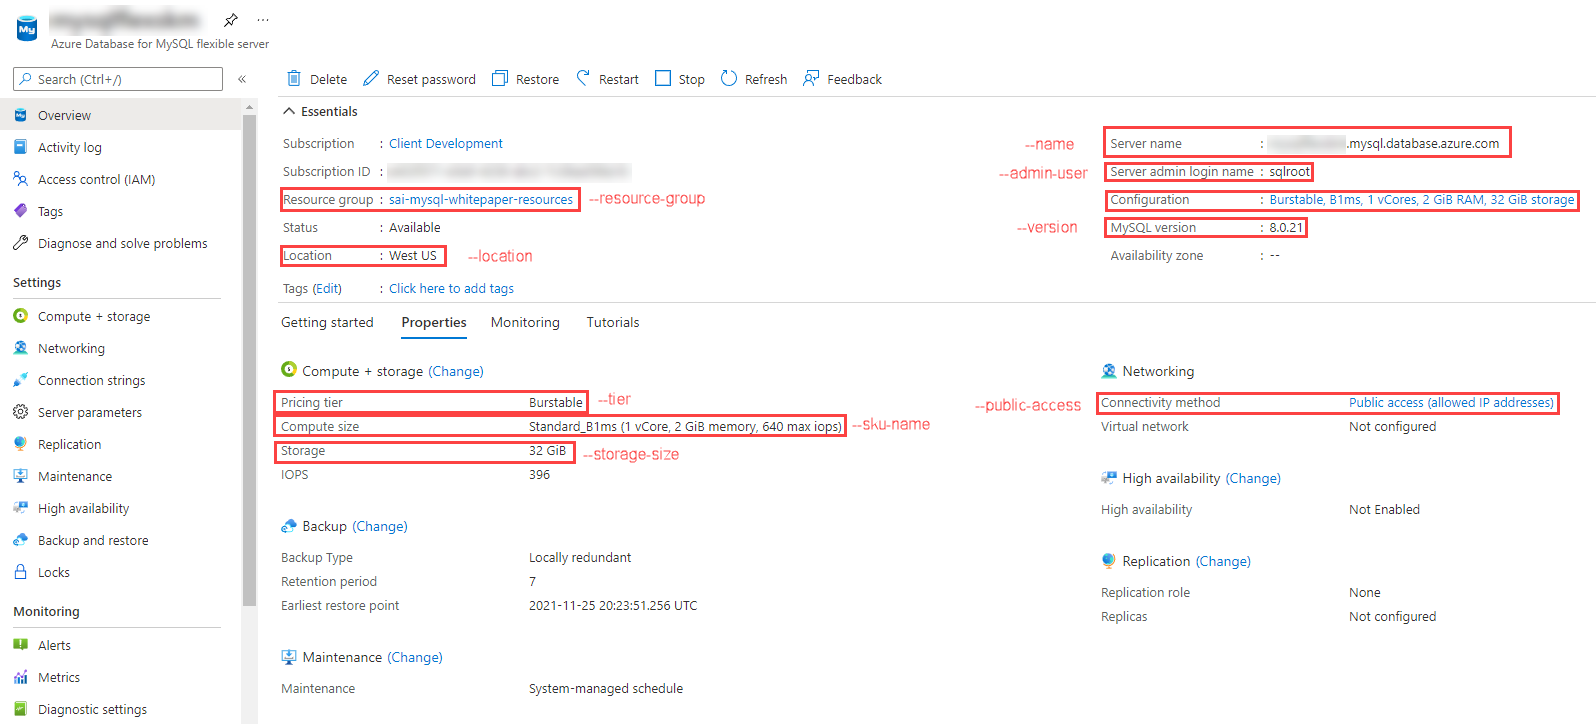 My
Azure Database for MySQL flexible server
Search (Ctrl+/)
Overview
Activity log
Access control (IAM)
Tags
Diagnose and solve problems
Settings
Compute + storage
Networking
Connection strings
Server parameters
Replication
Maintenance
High availability
Backup and restore
Locks
Monitoring
Alerts
Metrics
Diagnostic settings
Delete Reset password Restore Restart Stop Refresh Feedback
Essentials
Subscription : Client Development
Subscription ID :
Resource group : sai-mysql-whitepaper-resources --resource-group
Status : Available
Location : West US --location
Tags (Edit) : Click here to add tags
--name Server name : .mysql.database.azure.com
--admin-user Server admin login name : sqlroot
Configuration : Burstable, B1ms, 1 vCores, 2 GiB RAM, 32 GiB storage
--version MySQL version : 8.0.21
Availability zone : --
Getting started Properties Monitoring Tutorials
Compute + storage (Change)
Pricing tier Burstable --tier
Compute size Standard_B1ms (1 vCore, 2 GiB memory, 640 max iops) --sku-name
Storage 32 GiB --storage-size
IOPS 396
Backup (Change)
Backup Type Locally redundant
Retention period 7
Earliest restore point 2021-11-25 20:23:51.256 UTC
Maintenance (Change)
Maintenance System-managed schedule
Networking
--public-access Connectivity method Public access (allowed IP addresses)
Virtual network Not configured
High availability (Change)
High availability Not Enabled
Replication (Change)
Replication role None
Replicas Not configured